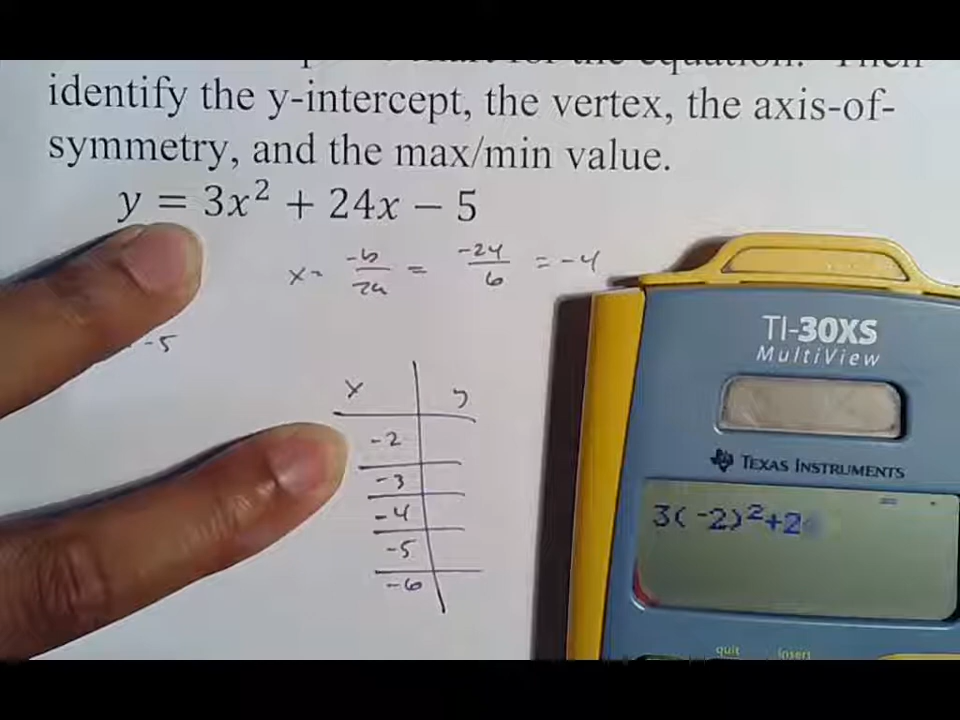 identify the y-intercept, the vertex, the axis-of-
symmetry, and the max/min value.
y = 3x² + 24x − 5
x = -b/2a = -24/6 = -4
-5
x y
-2
-3
-4
-5
-6
TI-30XS
MultiView
TEXAS INSTRUMENTS
3(-2)²+2
quit insert